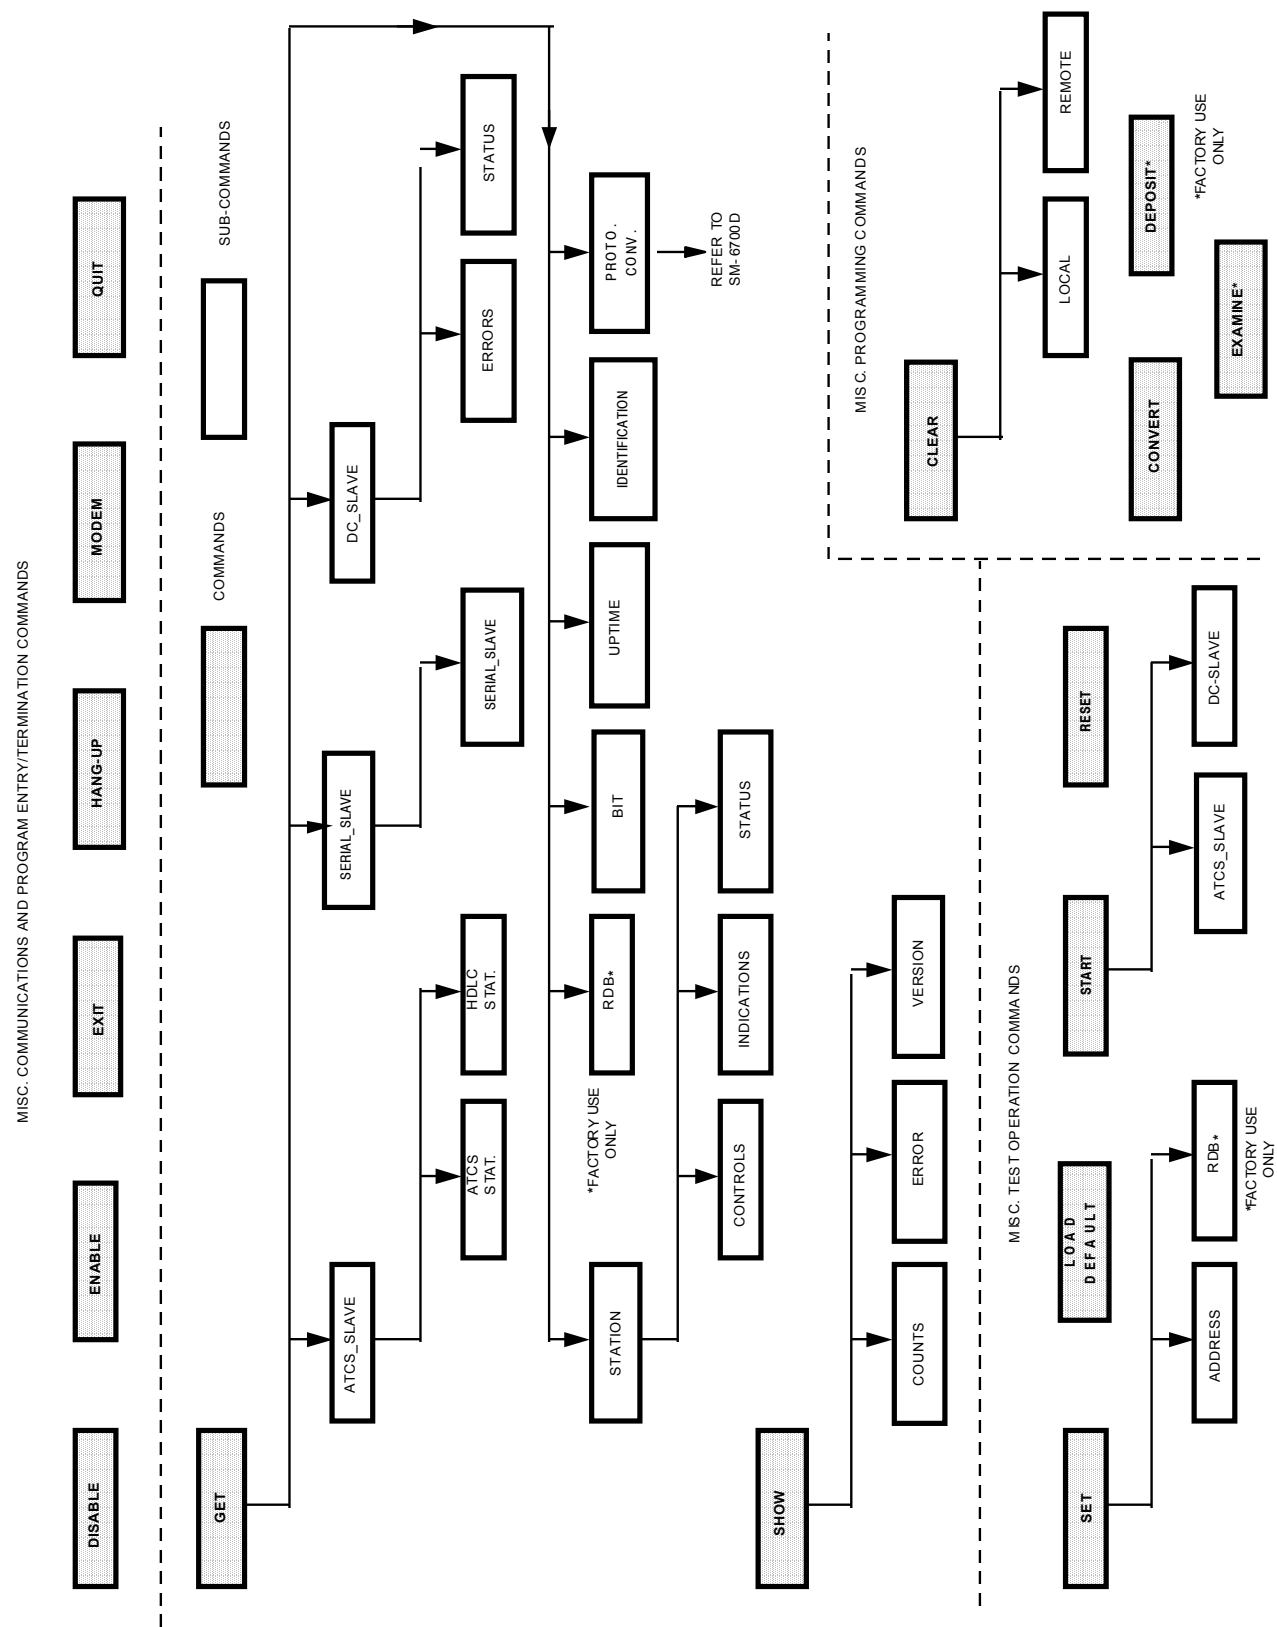 MISC. COMMUNICATIONS AND PROGRAM ENTRY/TERMINATION COMMANDS
DISABLE
ENABLE
EXIT
HANG-UP
MODEM
QUIT
COMMANDS
SUB-COMMANDS
GET
ATCS_SLAVE
SERIAL_SLAVE
DC_SLAVE
ATCS
STAT.
HDLC
STAT.
SERIAL_SLAVE
ERRORS
STATUS
STATION
*FACTORY USE
ONLY
RDB*
BIT
UPTIME
IDENTIFICATION
PROTO.
CONV.
REFER TO
SM-6700D
CONTROLS
INDICATIONS
STATUS
SHOW
COUNTS
ERROR
VERSION
MISC. PROGRAMMING COMMANDS
CLEAR
LOCAL
REMOTE
CONVERT
DEPOSIT*
*FACTORY USE
ONLY
EXAMINE*
MISC. TEST OPERATION COMMANDS
SET
LOAD
DEFAULT
START
RESET
ADDRESS
RDB*
*FACTORY USE
ONLY
ATCS_SLAVE
DC-SLAVE